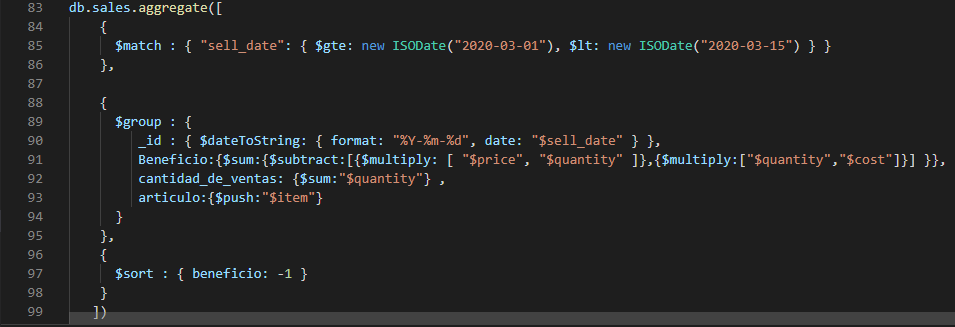 83 db.sales.aggregate([
84 {
85 $match : { "sell_date": { $gte: new ISODate("2020-03-01"), $lt: new ISODate("2020-03-15") } }
86 },
87
88 {
89 $group : {
90 _id : { $dateToString: { format: "%Y-%m-%d", date: "$sell_date" } },
91 Beneficio:{$sum:{$subtract:[{$multiply: [ "$price", "$quantity" ]},{$multiply:["$quantity","$cost"]}] }},
92 cantidad_de_ventas: {$sum:"$quantity"} ,
93 articulo:{$push:"$item"}
94 }
95 },
96 {
97 $sort : { beneficio: -1 }
98 }
99 ])